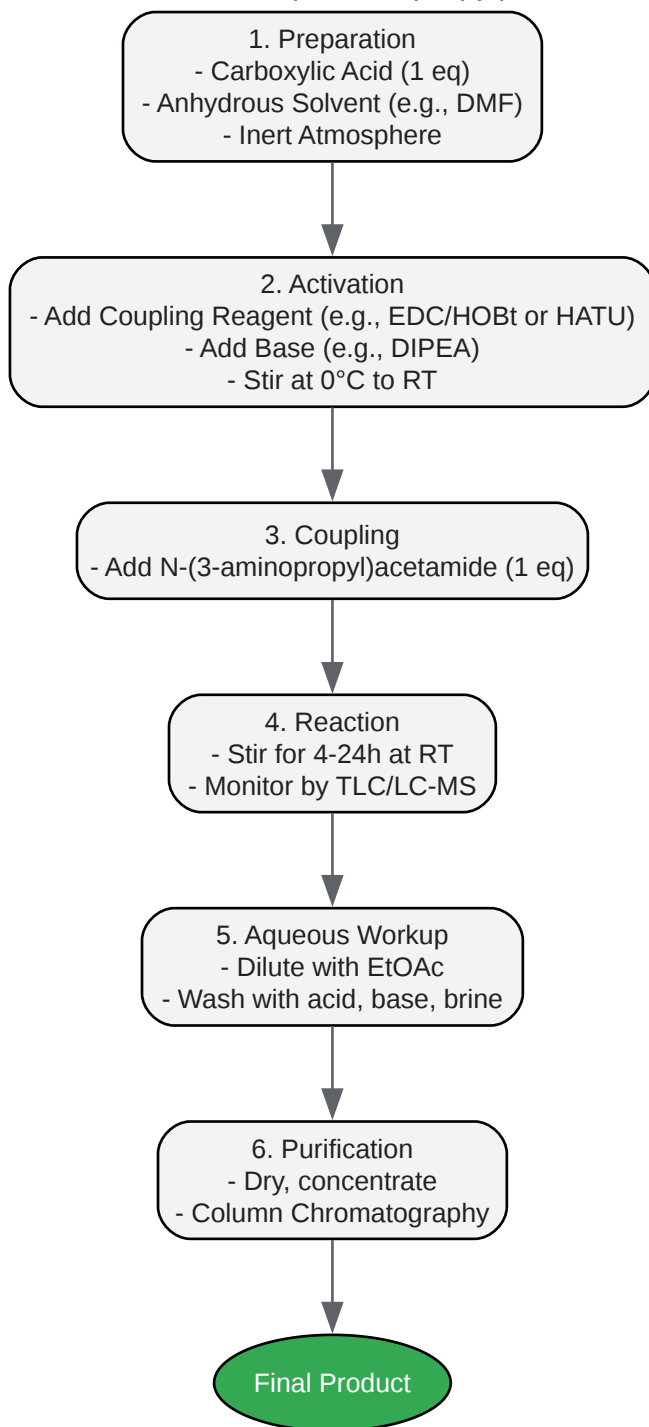 1. Preparation
- Carboxylic Acid (1 eq)
- Anhydrous Solvent (e.g., DMF)
- Inert Atmosphere
2. Activation
- Add Coupling Reagent (e.g., EDC/HOBt or HATU)
- Add Base (e.g., DIPEA)
- Stir at 0°C to RT
3. Coupling
- Add N-(3-aminopropyl)acetamide (1 eq)
4. Reaction
- Stir for 4-24h at RT
- Monitor by TLC/LC-MS
5. Aqueous Workup
- Dilute with EtOAc
- Wash with acid, base, brine
6. Purification
- Dry, concentrate
- Column Chromatography
Final Product